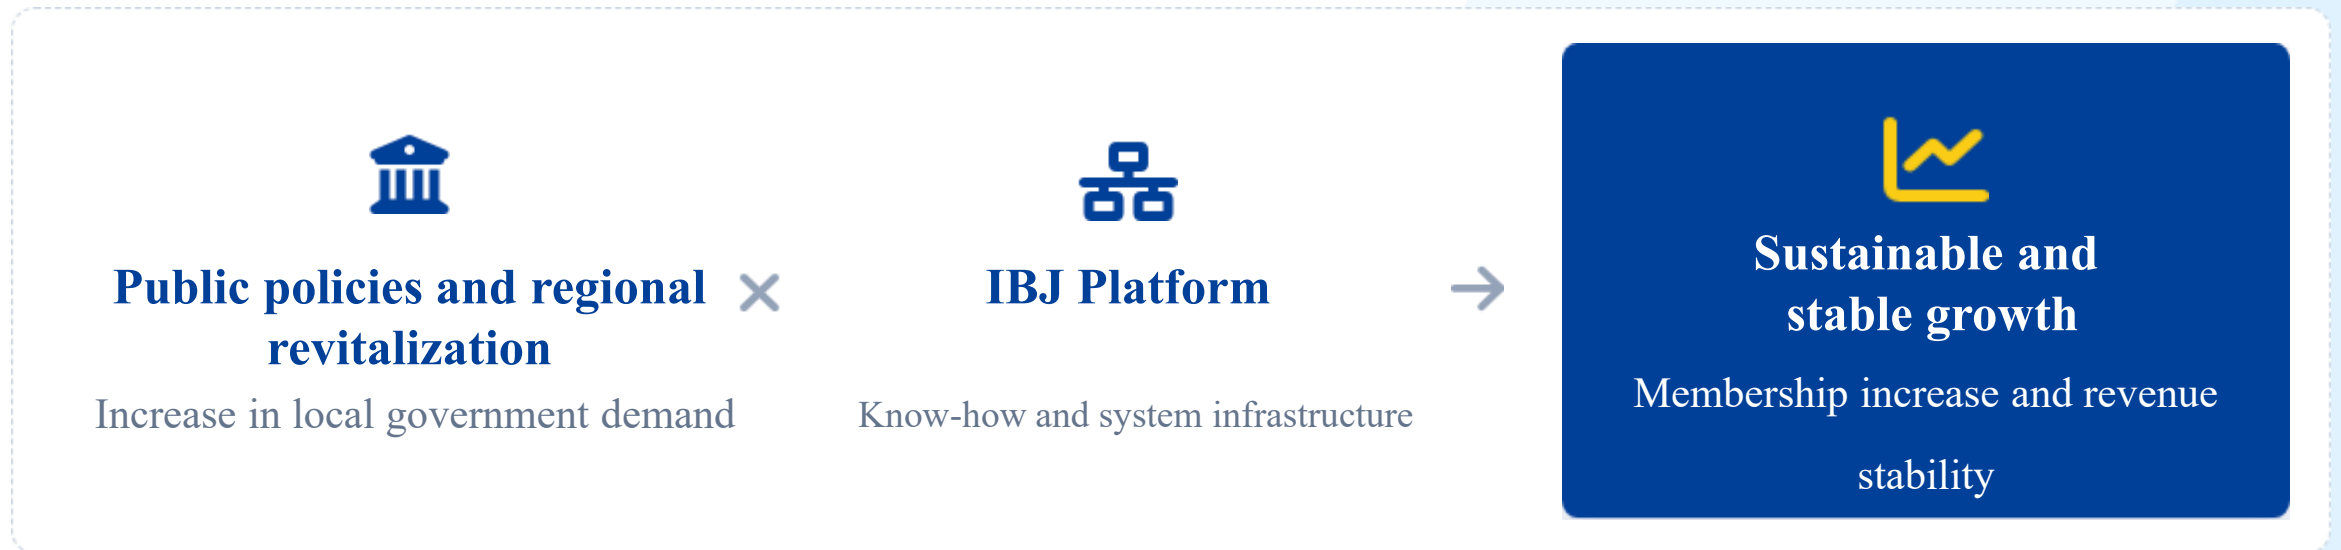 Public policies and regional
revitalization
Increase in local government demand
×
IBJ Platform
Know-how and system infrastructure
→
Sustainable and
stable growth
Membership increase and revenue
stability